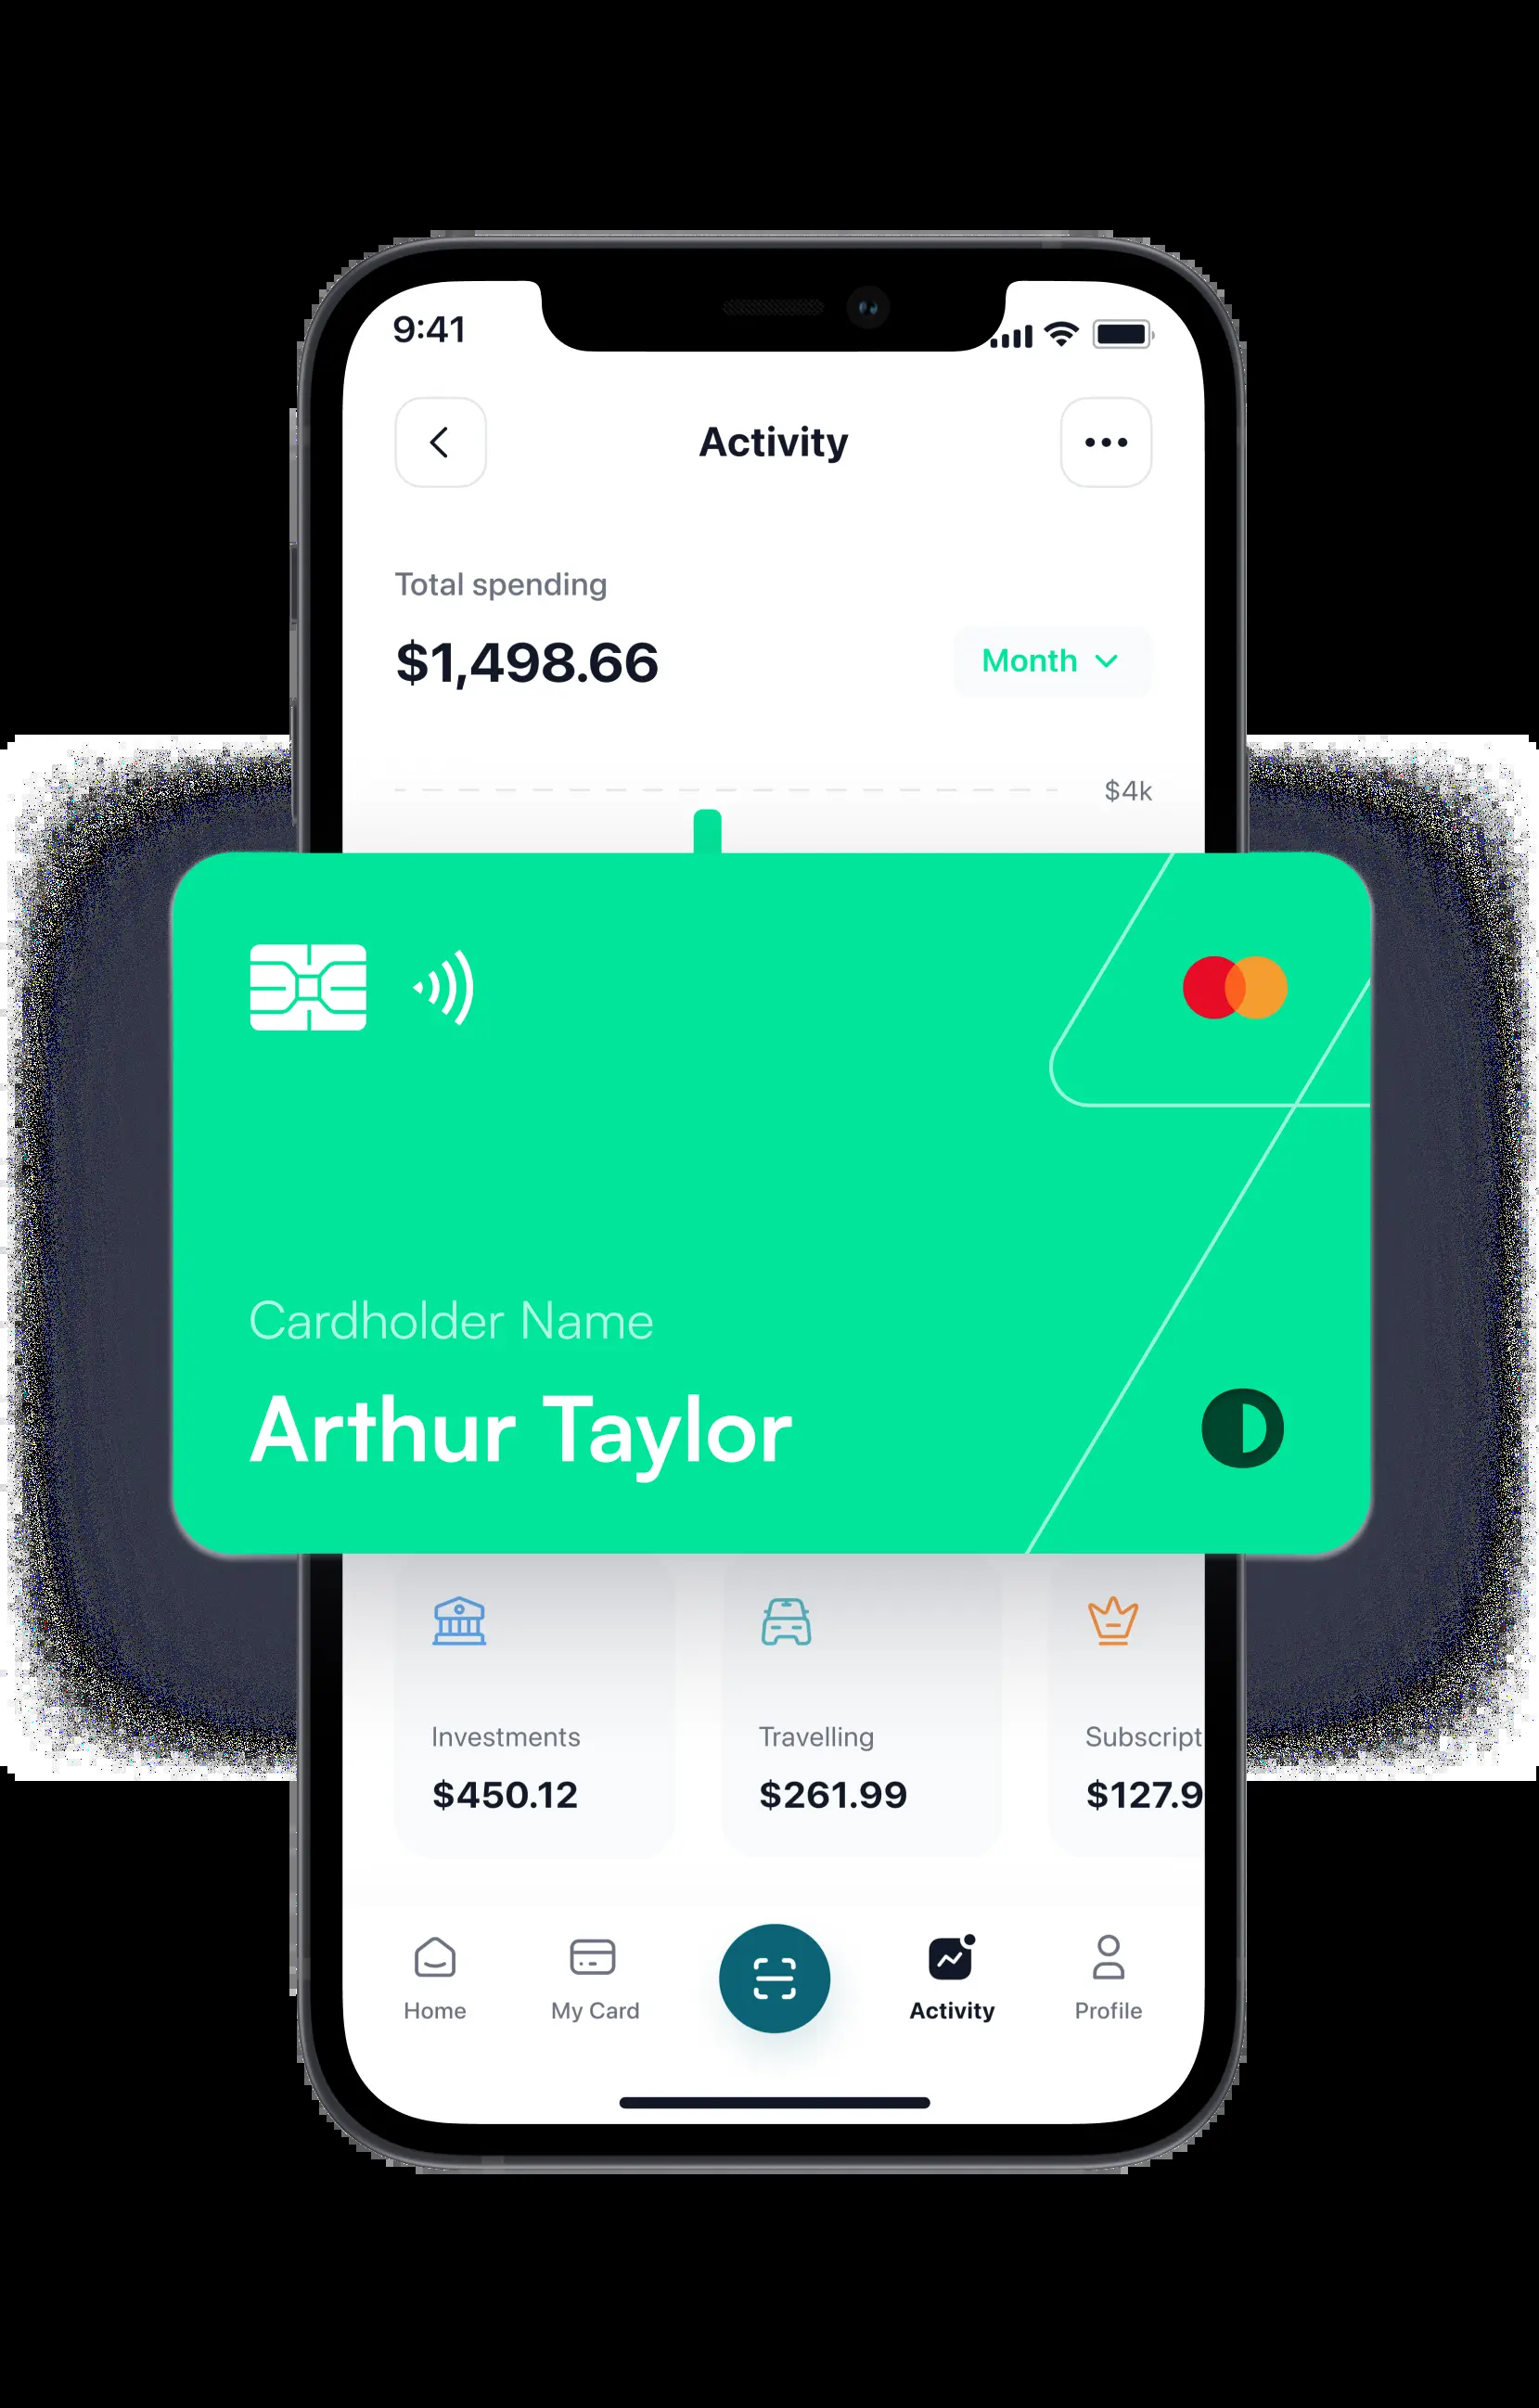 9:41
Activity
Total spending
$1,498.66
Month
$4k
Cardholder Name
Arthur Taylor
Investments
Travelling
Subscript
$450.12
$261.99
$127.9
Home
My Card
Activity
Profile